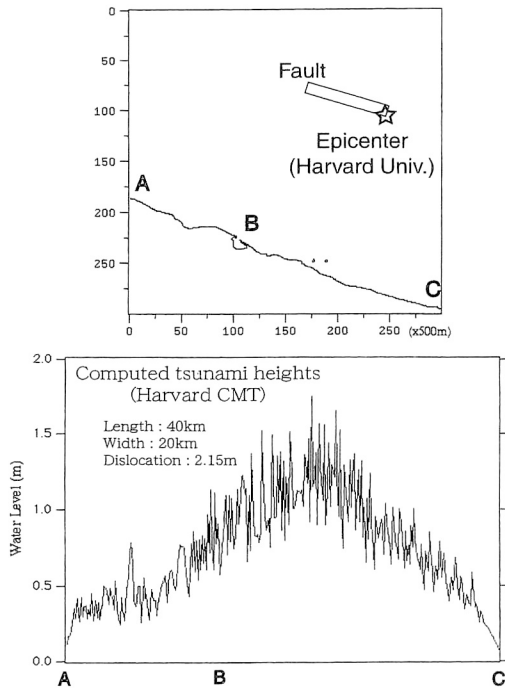 0
50
Fault
100
Epicenter
(Harvard Univ.)
150
A
200
B
250
C
0 50 100 150 200 250 (x500m)
2.0
Computed tsunami heights
(Harvard CMT)
Length : 40km
Width : 20km
Dislocation : 2.15m
1.5
Water Level (m)
1.0
0.5
0.0
A B C